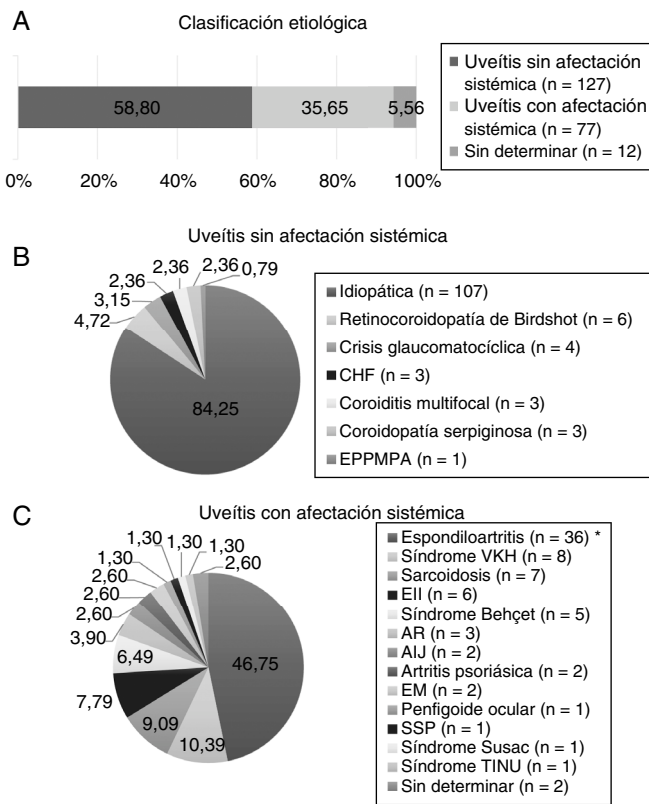 A
Clasificación etiológica
58,80
35,65
5,56
0%
20%
40%
60%
80%
100%
Uveítis sin afectación
sistémica (n = 127)
Uveítis con afectación
sistémica (n = 77)
Sin determinar (n = 12)
B
Uveítis sin afectación sistémica
84,25
4,72
3,15
2,36
2,36
2,36
0,79
Idiopática (n = 107)
Retinocoroidopatía de Birdshot (n = 6)
Crisis glaucomatocíclica (n = 4)
CHF (n = 3)
Coroiditis multifocal (n = 3)
Coroidopatía serpiginosa (n = 3)
EPPMPA (n = 1)
C
Uveítis con afectación sistémica
46,75
10,39
9,09
7,79
6,49
3,90
2,60
2,60
2,60
1,30
1,30
1,30
1,30
2,60
Espondiloartritis (n = 36) *
Síndrome VKH (n = 8)
Sarcoidosis (n = 7)
EII (n = 6)
Síndrome Behçet (n = 5)
AR (n = 3)
AIJ (n = 2)
Artritis psoriásica (n = 2)
EM (n = 2)
Penfigoide ocular (n = 1)
SSP (n = 1)
Síndrome Susac (n = 1)
Síndrome TINU (n = 1)
Sin determinar (n = 2)